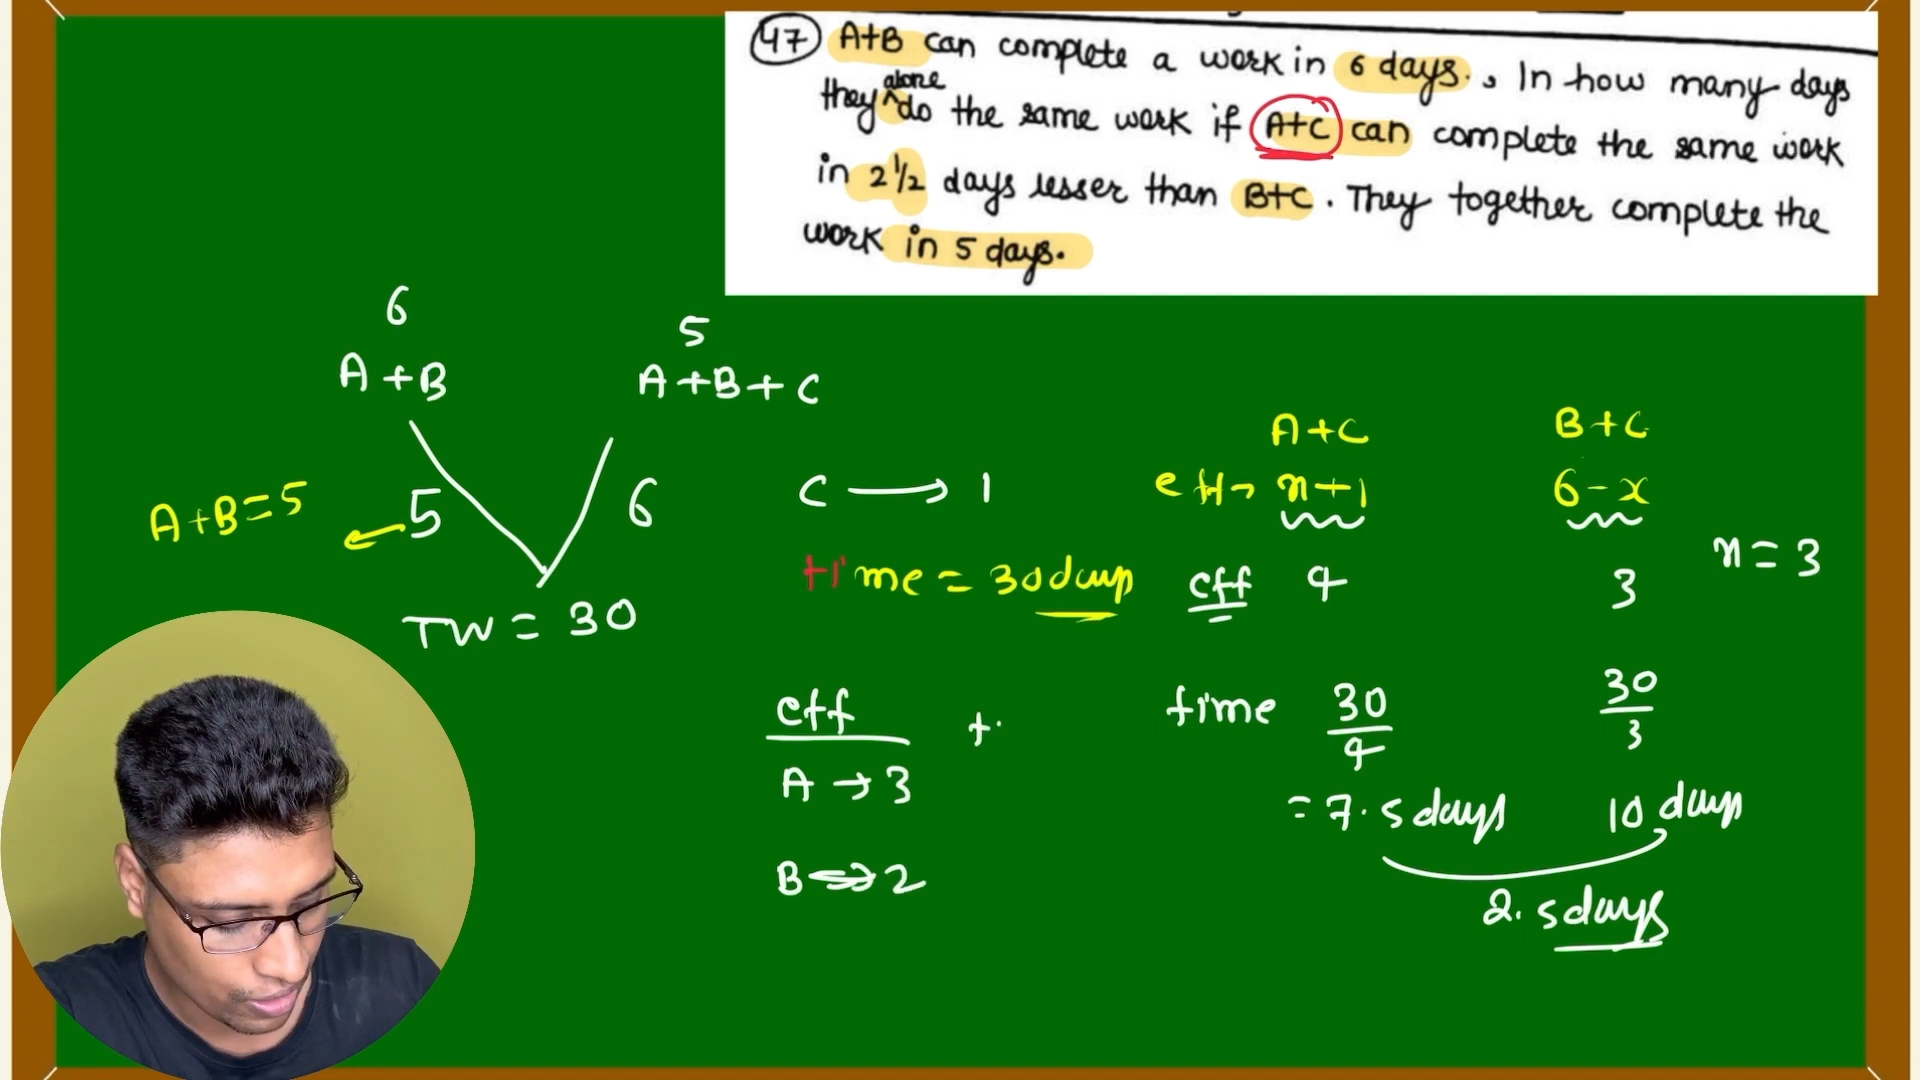 47 A+B can complete a work in 6 days., In how many days
they alone do the same work if A+C can complete the same work
in 2½ days lesser than B+C. They together complete the
work in 5 days.
6
5
A+B
A+B+C
A+B=5
5
6
TW = 30
C → 1
time = 30 days
A+C
B+C
eff → x+1
6-x
x = 3
eff 4
3
time 30/4
30/3
= 7.5 days
10 days
2.5 days
eff
t
A → 3
B → 2